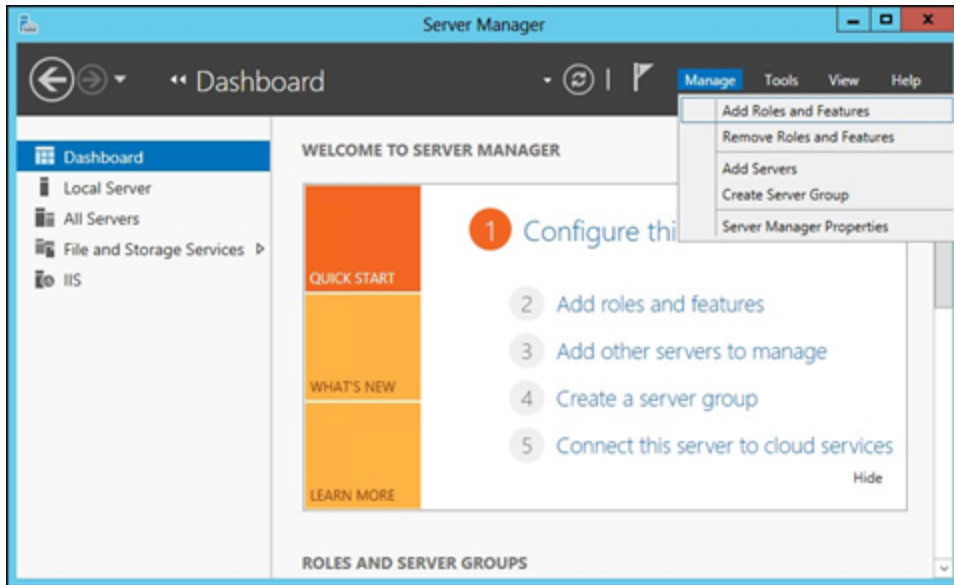 Server Manager
Dashboard
Manage Tools View Help
Add Roles and Features
Remove Roles and Features
Add Servers
Create Server Group
Server Manager Properties
Dashboard
Local Server
All Servers
File and Storage Services
IIS
WELCOME TO SERVER MANAGER
QUICK START
WHAT'S NEW
LEARN MORE
1 Configure thi
2 Add roles and features
3 Add other servers to manage
4 Create a server group
5 Connect this server to cloud services
Hide
ROLES AND SERVER GROUPS